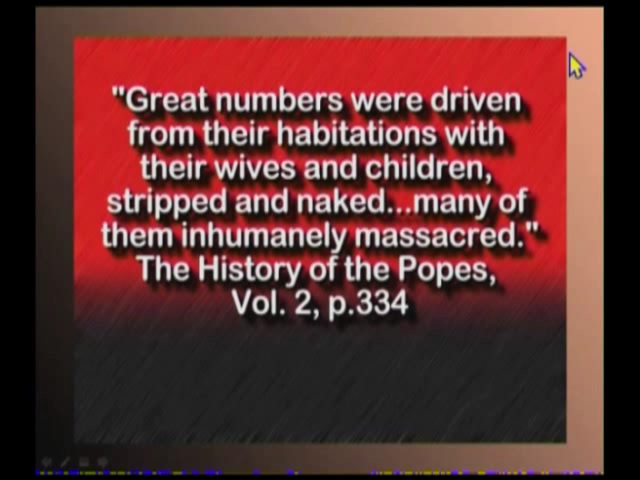 "Great numbers were driven
from their habitations with
their wives and children,
stripped and naked...many of
them inhumanely massacred."
The History of the Popes,
Vol. 2, p.334